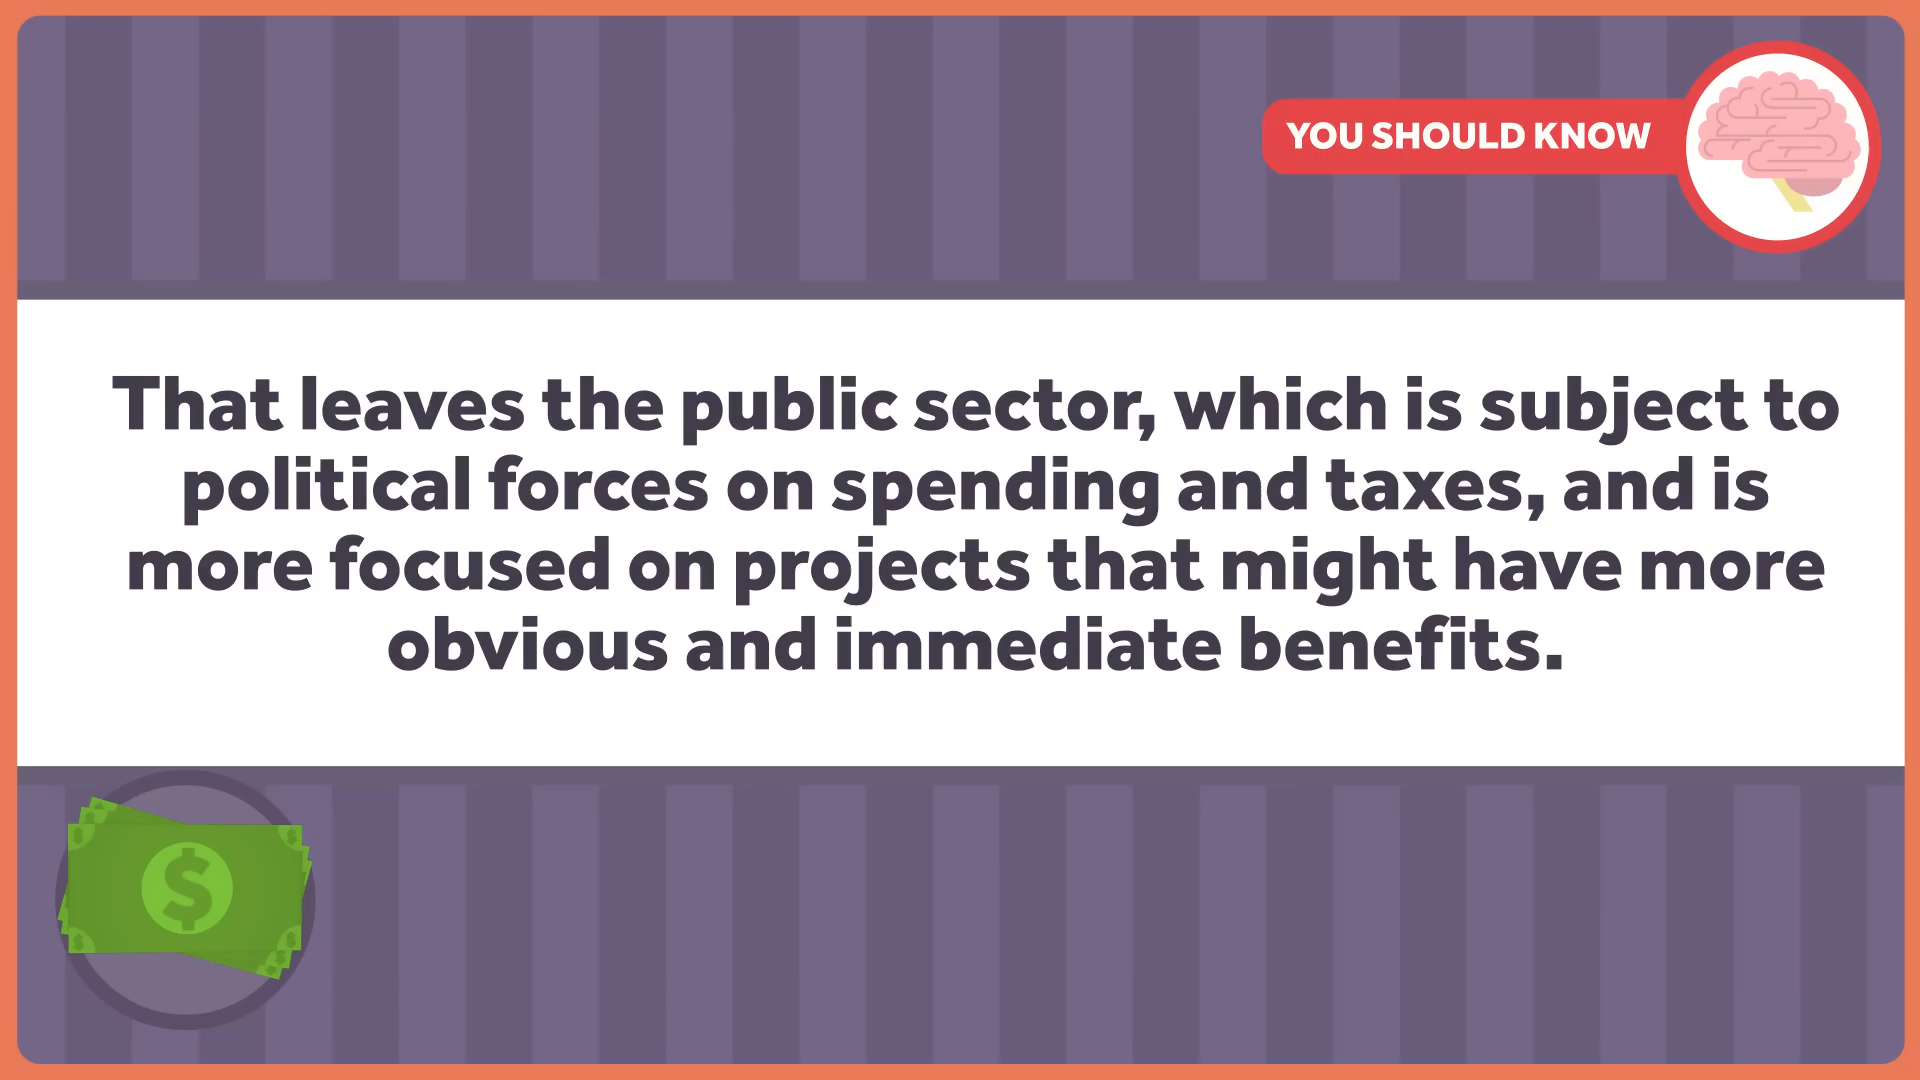 YOU SHOULD KNOW
That leaves the public sector, which is subject to
political forces on spending and taxes, and is
more focused on projects that might have more
obvious and immediate benefits.
$